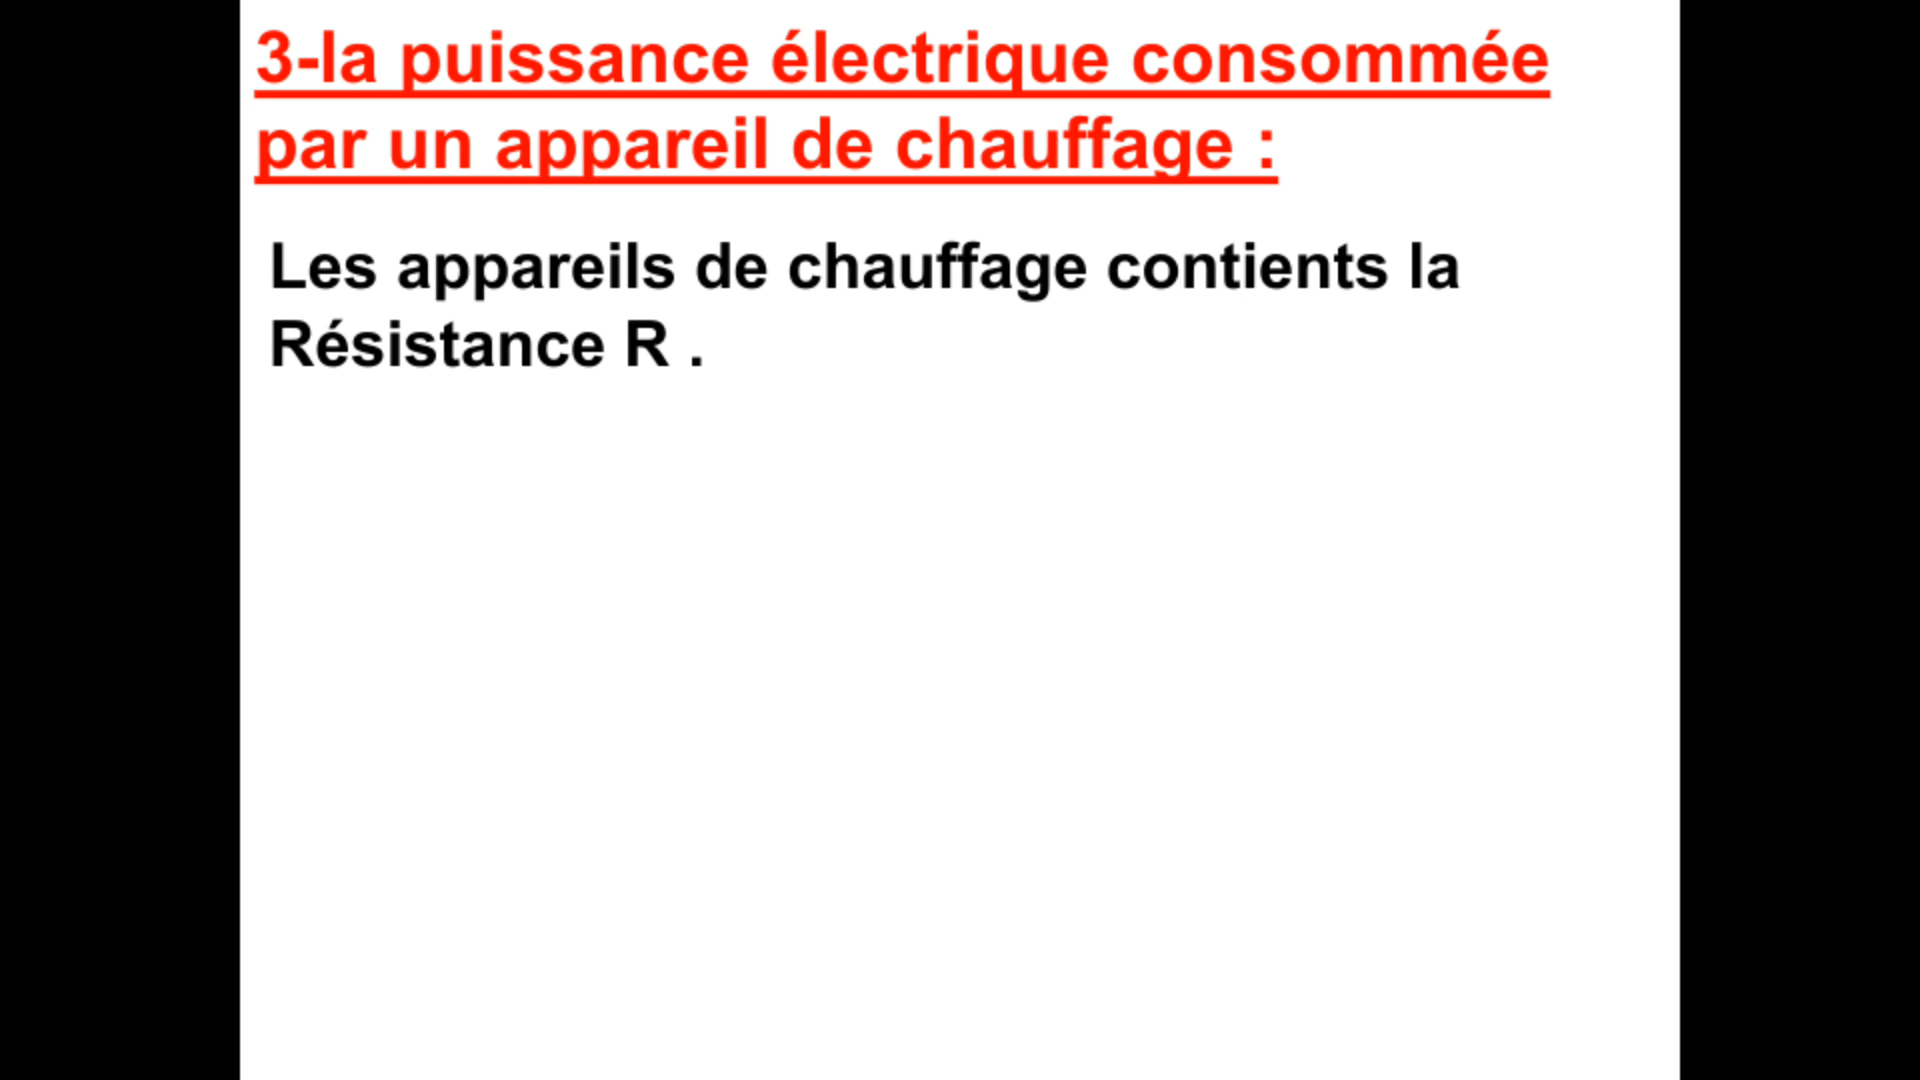 3-la puissance électrique consommée
par un appareil de chauffage :
Les appareils de chauffage contients la
Résistance R .